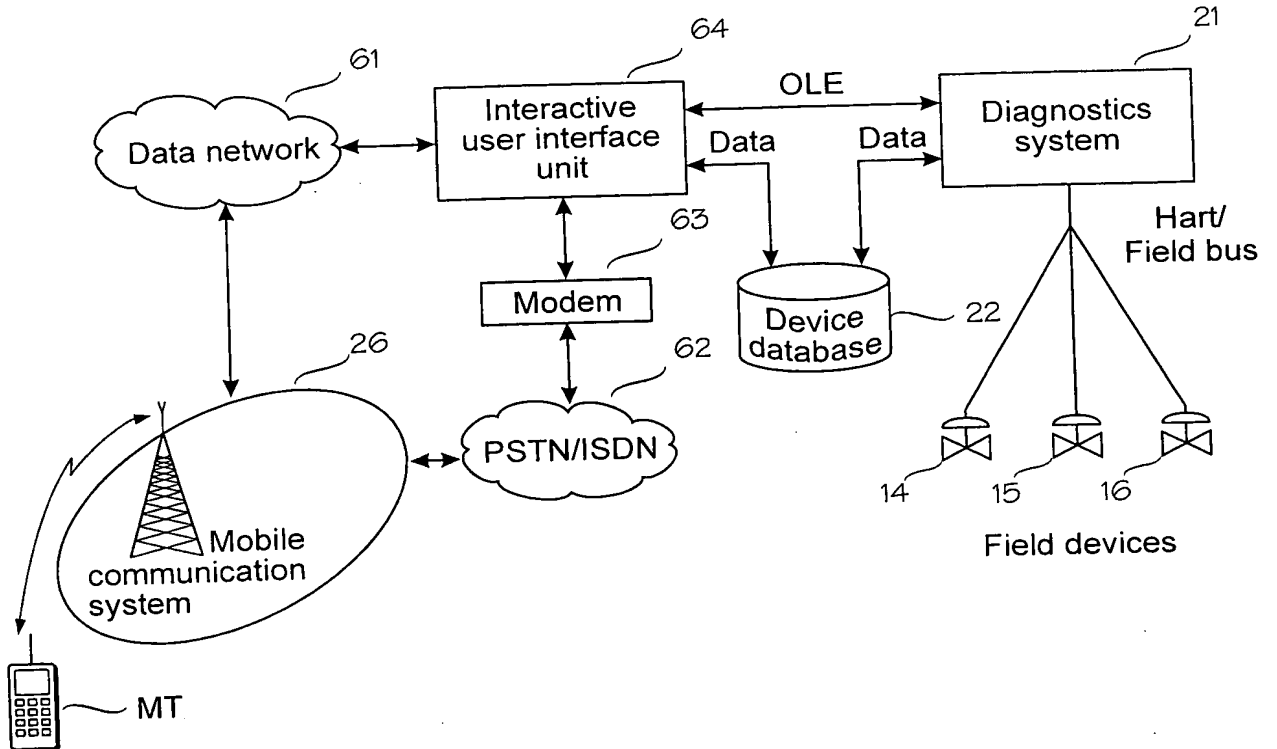 61
64
21
Data network
Interactive
user interface
unit
OLE
Data
Data
Diagnostics
system
Hart/
Field bus
63
Modem
Device
database
22
26
62
PSTN/ISDN
Mobile
communication
system
14
15
16
Field devices
MT